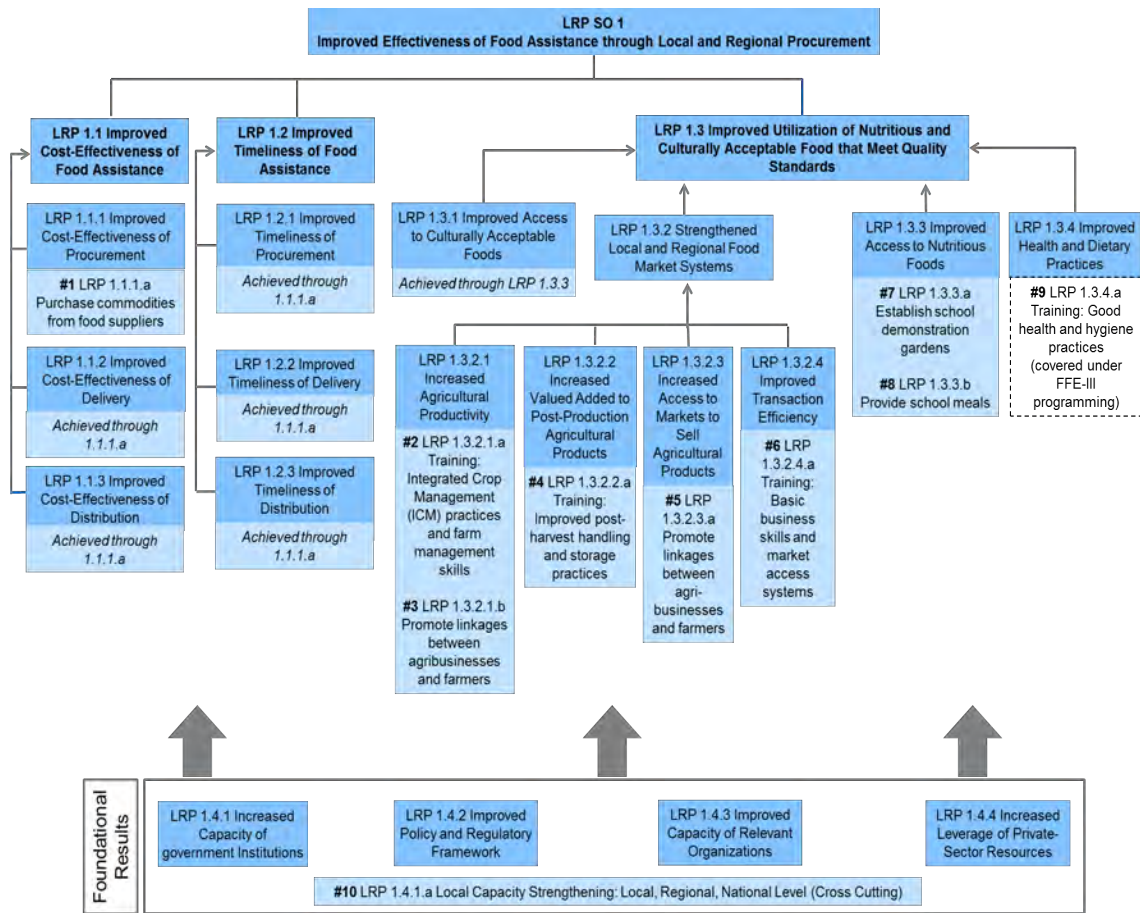 LRP SO 1
Improved Effectiveness of Food Assistance through Local and Regional Procurement
LRP 1.1 Improved
Cost-Effectiveness of
Food Assistance
LRP 1.1.1 Improved
Cost-Effectiveness of
Procurement
#1 LRP 1.1.1.a
Purchase commodities
from food suppliers
LRP 1.1.2 Improved
Cost-Effectiveness of
Delivery
Achieved through
1.1.1.a
LRP 1.1.3 Improved
Cost-Effectiveness of
Distribution
Achieved through
1.1.1.a
LRP 1.2 Improved
Timeliness of Food
Assistance
LRP 1.2.1 Improved
Timeliness of
Procurement
Achieved through
1.1.1.a
LRP 1.2.2 Improved
Timeliness of Delivery
Achieved through
1.1.1.a
LRP 1.2.3 Improved
Timeliness of
Distribution
Achieved through
1.1.1.a
LRP 1.3 Improved Utilization of Nutritious and
Culturally Acceptable Food that Meet Quality
Standards
LRP 1.3.1 Improved Access
to Culturally Acceptable
Foods
Achieved through LRP 1.3.3
LRP 1.3.2 Strengthened
Local and Regional Food
Market Systems
LRP 1.3.2.1
Increased
Agricultural
Productivity
#2 LRP 1.3.2.1.a
Training:
Integrated Crop
Management
(ICM) practices
and farm
management
skills
#3 LRP 1.3.2.1.b
Promote linkages
between
agribusinesses
and farmers
LRP 1.3.2.2
Increased
Valued Added to
Post-Production
Agricultural
Products
#4 LRP 1.3.2.2.a
Training:
Improved post-
harvest handling
and storage
practices
LRP 1.3.2.3
Increased
Access to
Markets to
Sell
Agricultural
Products
#5 LRP
1.3.2.3.a
Promote
linkages
between
agri-
businesses
and farmers
LRP 1.3.2.4
Improved
Transaction
Efficiency
#6 LRP
1.3.2.4.a
Training:
Basic
business
skills and
market
access
systems
LRP 1.3.3 Improved
Access to Nutritious
Foods
#7 LRP 1.3.3.a
Establish school
demonstration
gardens
#8 LRP 1.3.3.b
Provide school meals
LRP 1.3.4 Improved
Health and Dietary
Practices
#9 LRP 1.3.4.a
Training: Good
health and hygiene
practices
(covered under
FFE-III
programming)
Foundational
Results
LRP 1.4.1 Increased
Capacity of
government Institutions
LRP 1.4.2 Improved
Policy and Regulatory
Framework
LRP 1.4.3 Improved
Capacity of Relevant
Organizations
LRP 1.4.4 Increased
Leverage of Private-
Sector Resources
#10 LRP 1.4.1.a Local Capacity Strengthening: Local, Regional, National Level (Cross Cutting)